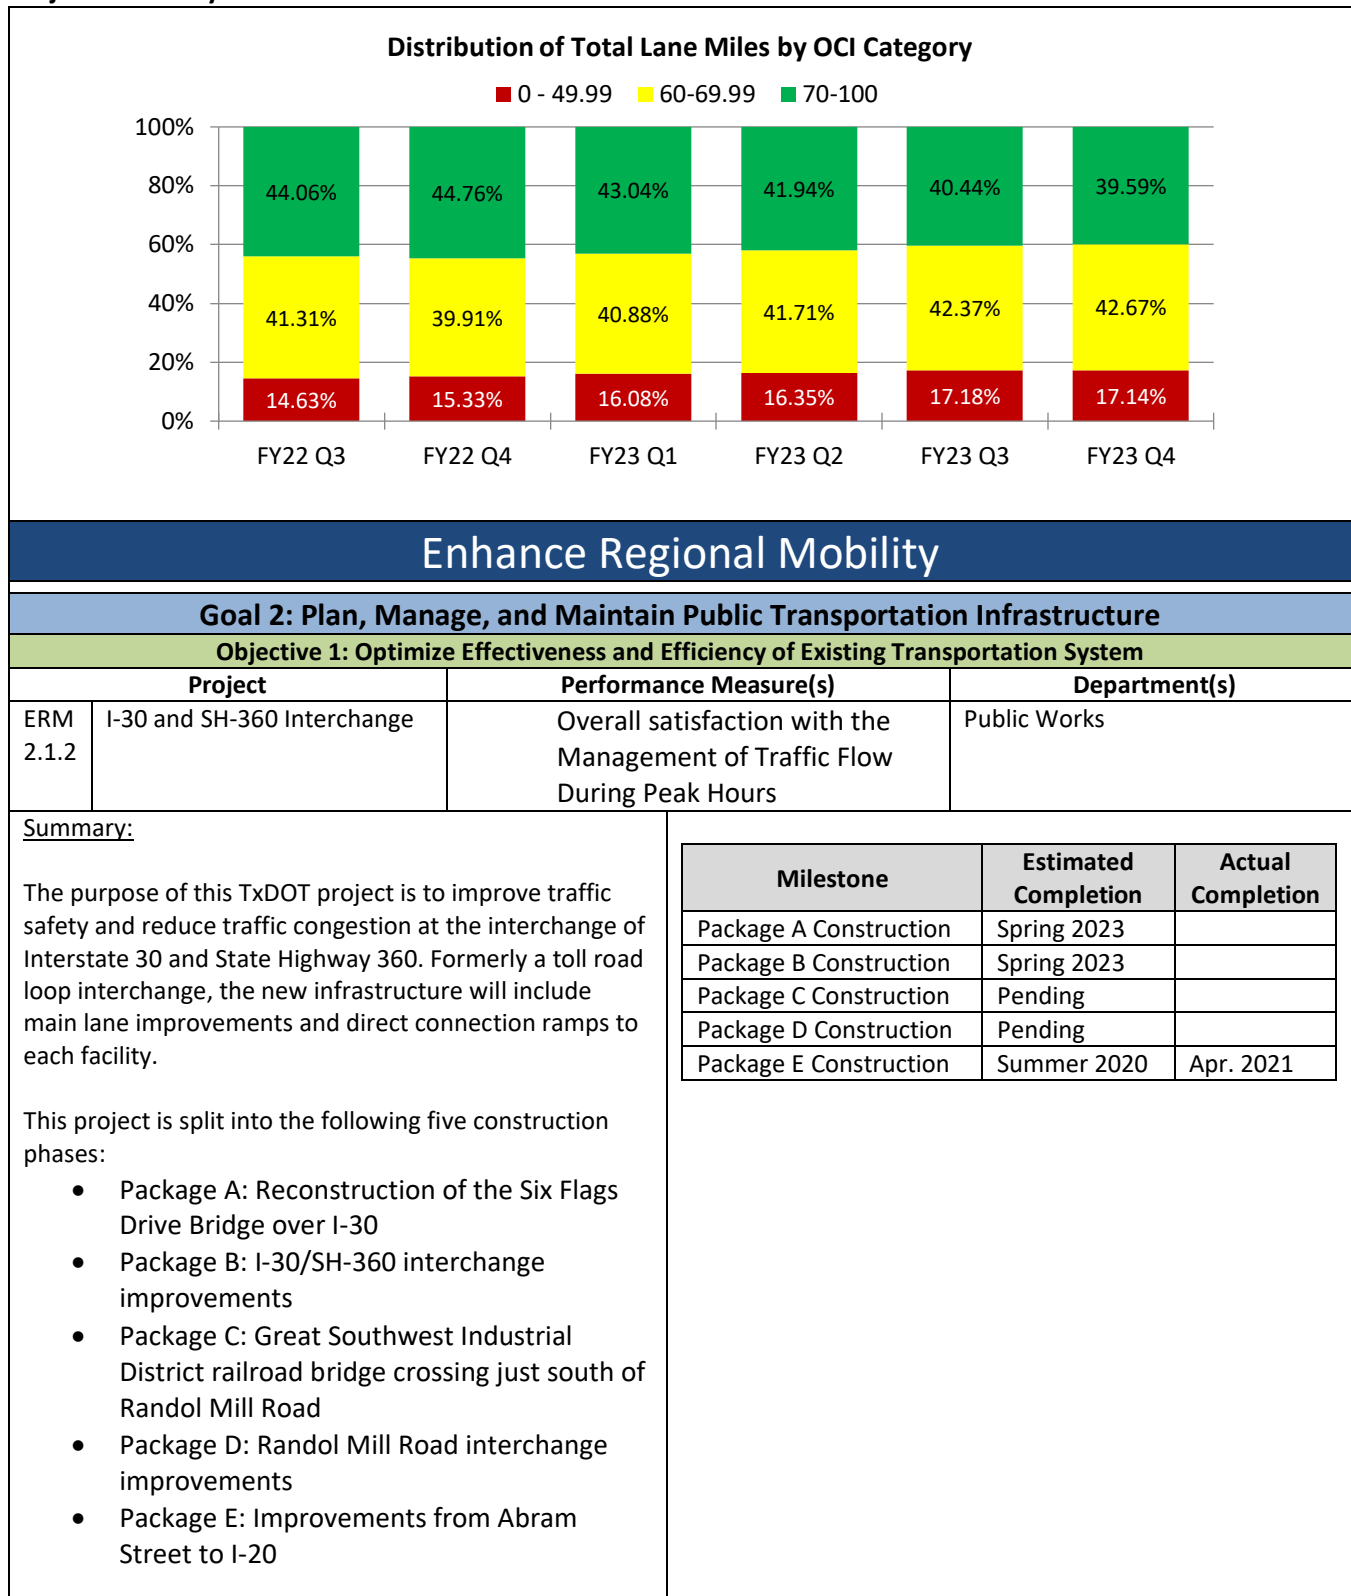 Distribution of Total Lane Miles by OCI Category
0 - 49.99 60-69.99 70-100
100%
80%
60%
40%
20%
0%
44.06% 44.76% 43.04% 41.94% 40.44% 39.59%
41.31% 39.91% 40.88% 41.71% 42.37% 42.67%
14.63% 15.33% 16.08% 16.35% 17.18% 17.14%
FY22 Q3 FY22 Q4 FY23 Q1 FY23 Q2 FY23 Q3 FY23 Q4
Enhance Regional Mobility
Goal 2: Plan, Manage, and Maintain Public Transportation Infrastructure
Objective 1: Optimize Effectiveness and Efficiency of Existing Transportation System
Project Performance Measure(s) Department(s)
ERM 2.1.2
I-30 and SH-360 Interchange
Overall satisfaction with the
Management of Traffic Flow
During Peak Hours
Public Works
Summary:
The purpose of this TxDOT project is to improve traffic
safety and reduce traffic congestion at the interchange of
Interstate 30 and State Highway 360. Formerly a toll road
loop interchange, the new infrastructure will include
main lane improvements and direct connection ramps to
each facility.
This project is split into the following five construction
phases:
• Package A: Reconstruction of the Six Flags
Drive Bridge over I-30
• Package B: I-30/SH-360 interchange
improvements
• Package C: Great Southwest Industrial
District railroad bridge crossing just south of
Randol Mill Road
• Package D: Randol Mill Road interchange
improvements
• Package E: Improvements from Abram
Street to I-20
Milestone Estimated Completion Actual Completion
Package A Construction Spring 2023
Package B Construction Spring 2023
Package C Construction Pending
Package D Construction Pending
Package E Construction Summer 2020 Apr. 2021